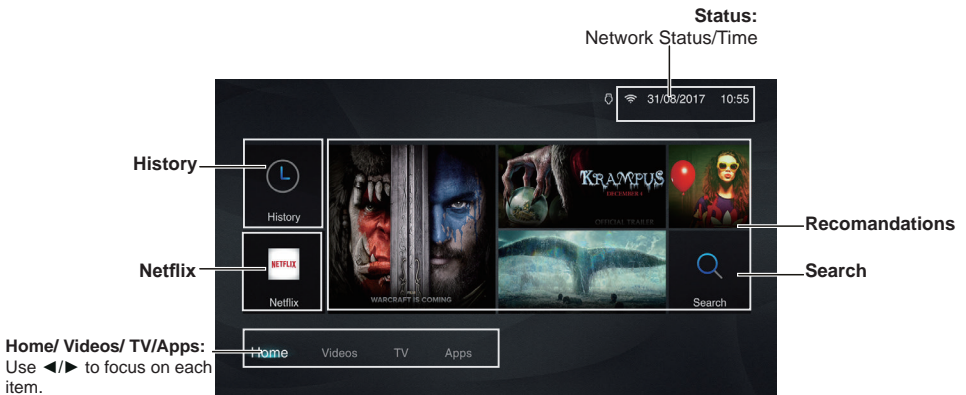 Status:
Network Status/Time
31/08/2017 10:55
History
History
KRAMPUS
DECEMBER 4
OFFICIAL TRAILER
Recomandations
Netflix
NETFLIX
Netflix
WARCRAFT IS COMING
Search
Search
Home/ Videos/ TV/Apps:
Use ◄/► to focus on each
item.
Home Videos TV Apps